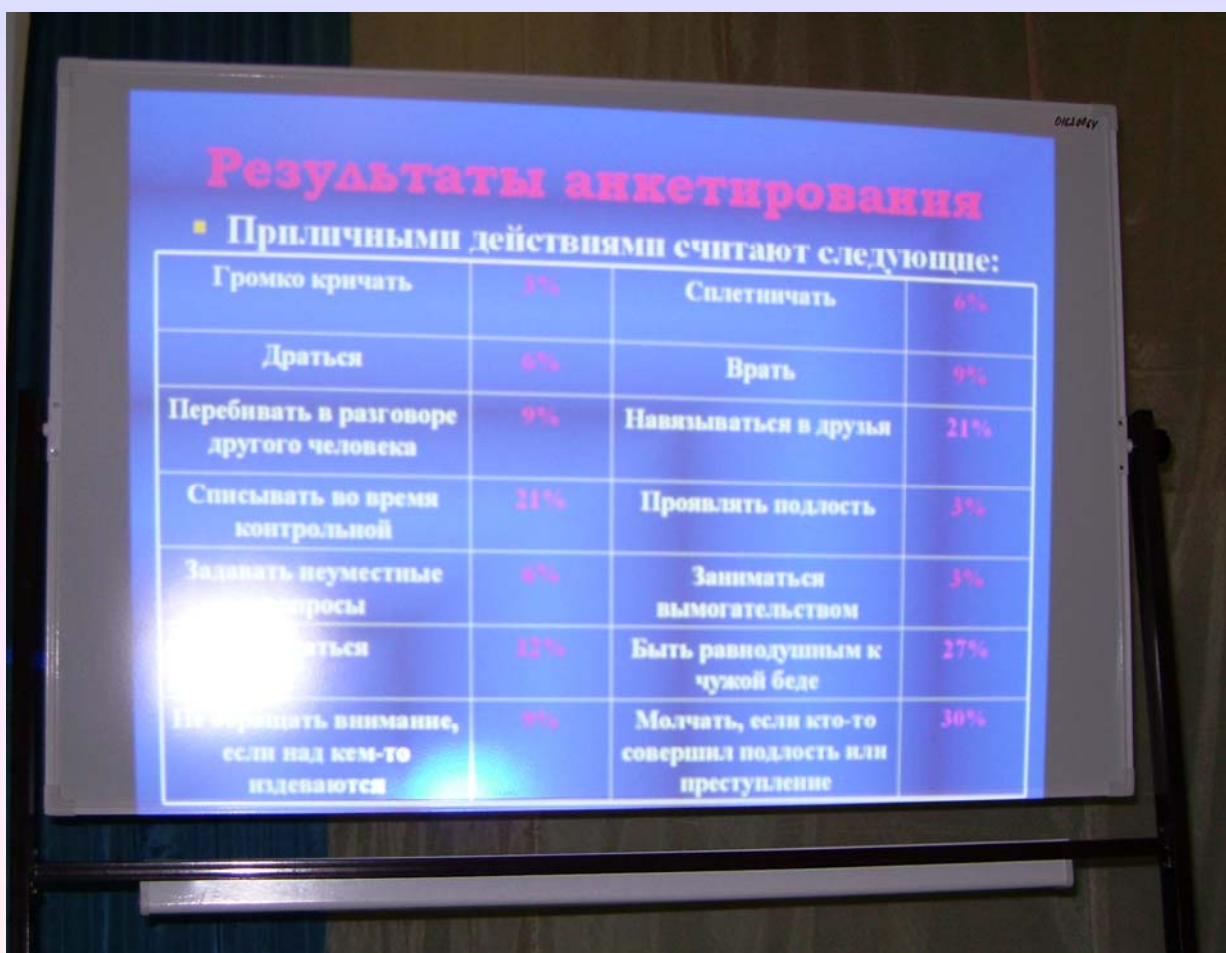 Результаты анкетирования
Приличными действиями считают следующие:
Громко кричать 3% Сплетничать 6%
Драться 6% Врать 9%
Перебивать в разговоре 9% Навязываться в друзья 21%
другого человека
Списывать во время 21% Проявлять подлость 3%
контрольной
Задавать неуместные 6% Заниматься 3%
вымогательством
12% Быть равнодушным к 27%
чужой беде
Не обращать внимание, 9% Молчать, если кто-то 30%
если над кем-то совершил подлость или
издеваются преступление